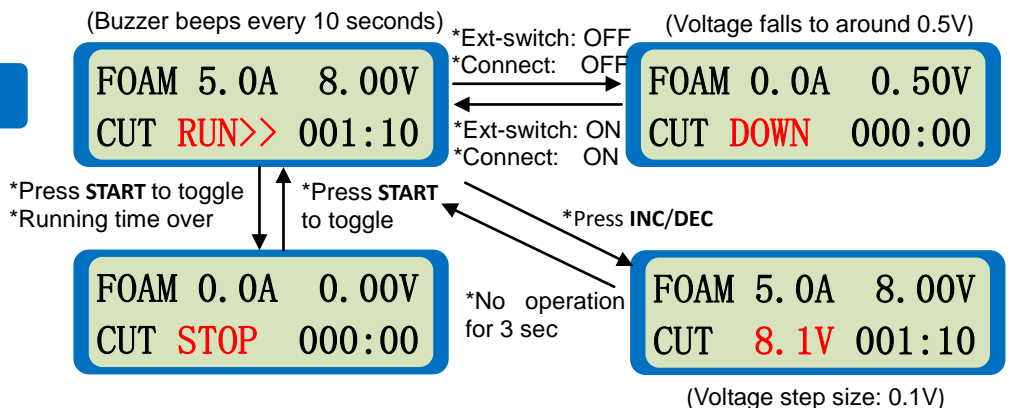 (Buzzer beeps every 10 seconds)
*Ext-switch: OFF
*Connect: OFF
(Voltage falls to around 0.5V)
FOAM 5.0A 8.00V
CUT RUN>> 001:10
FOAM 0.0A 0.50V
CUT DOWN 000:00
*Ext-switch: ON
*Connect: ON
*Press START to toggle
*Running time over
*Press START
to toggle
*Press INC/DEC
FOAM 0.0A 0.00V
CUT STOP 000:00
*No operation
for 3 sec
FOAM 5.0A 8.00V
CUT 8.1V 001:10
(Voltage step size: 0.1V)